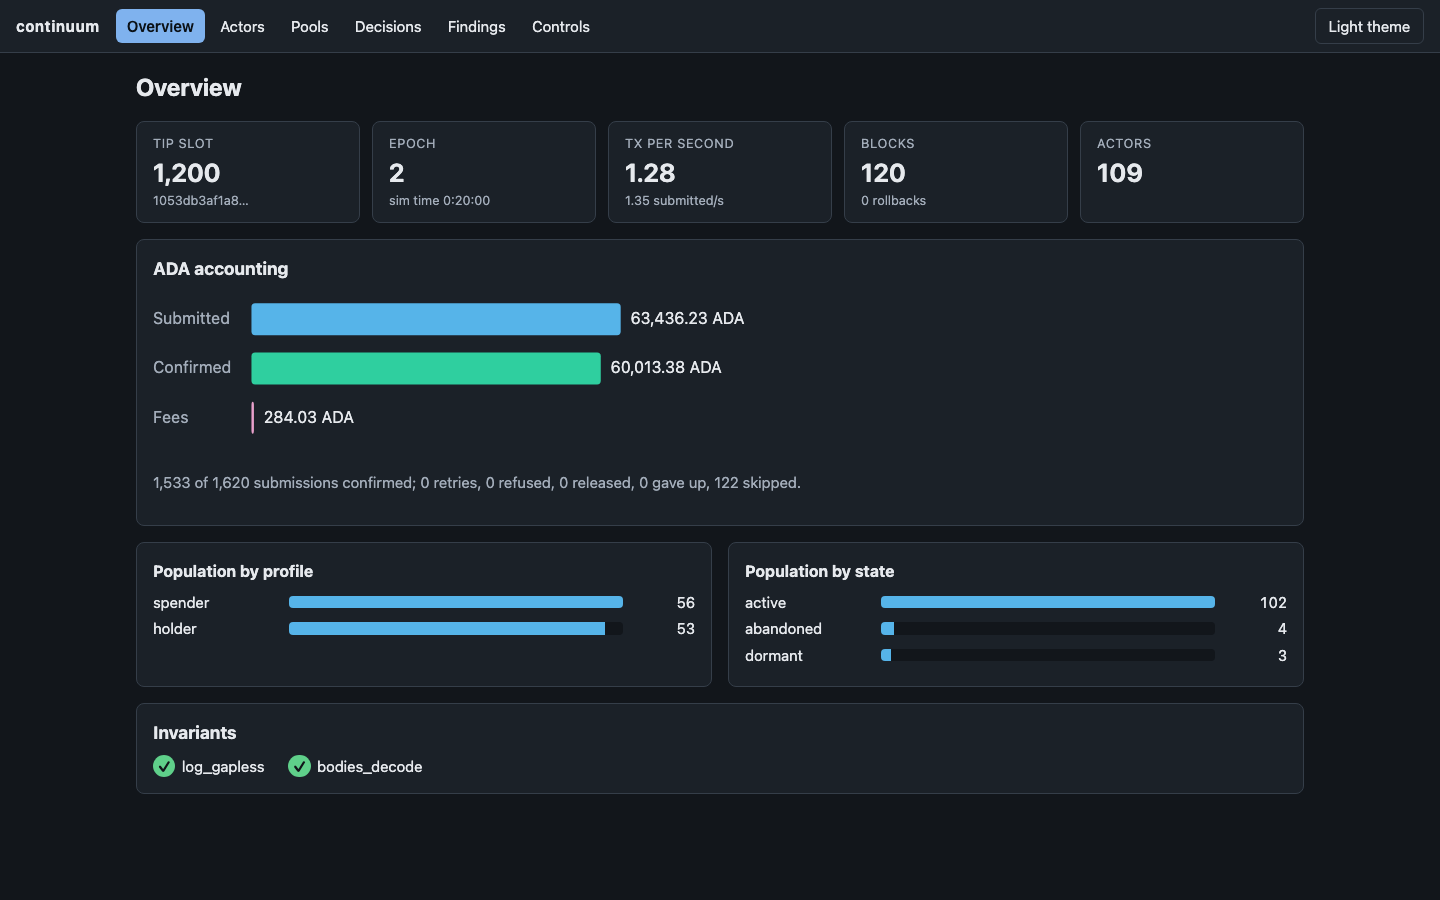 continuum Overview Actors Pools Decisions Findings Controls Light theme
Overview
TIP SLOT
1,200
1053db3af1a8...
EPOCH
2
sim time 0:20:00
TX PER SECOND
1.28
1.35 submitted/s
BLOCKS
120
0 rollbacks
ACTORS
109
ADA accounting
Submitted 63,436.23 ADA
Confirmed 60,013.38 ADA
Fees 284.03 ADA
1,533 of 1,620 submissions confirmed; 0 retries, 0 refused, 0 released, 0 gave up, 122 skipped.
Population by profile
spender 56
holder 53
Population by state
active 102
abandoned 4
dormant 3
Invariants
log_gapless bodies_decode